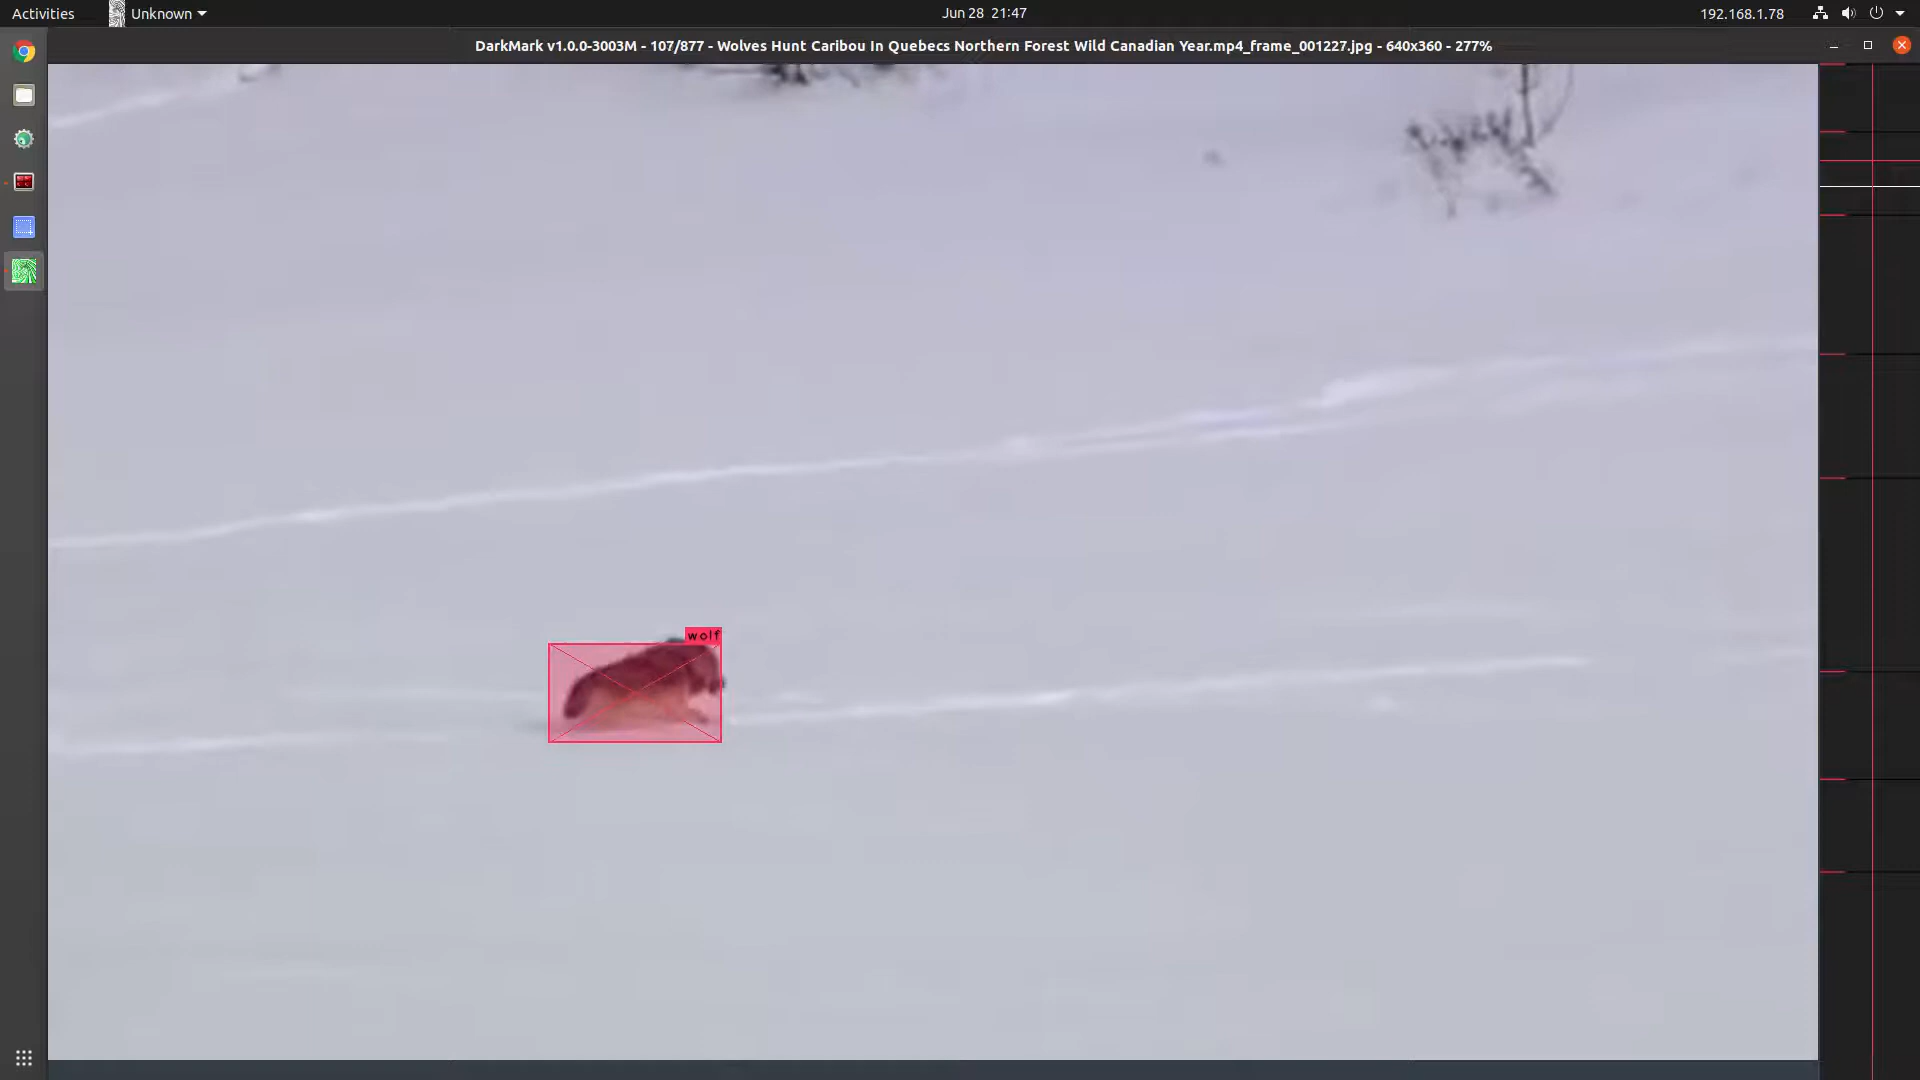 Activities
Unknown
Jun 28 21:47
192.168.1.78
DarkMark v1.0.0-3003M - 107/877 - Wolves Hunt Caribou In Quebecs Northern Forest Wild Canadian Year.mp4_frame_001227.jpg - 640x360 - 277%
wolf